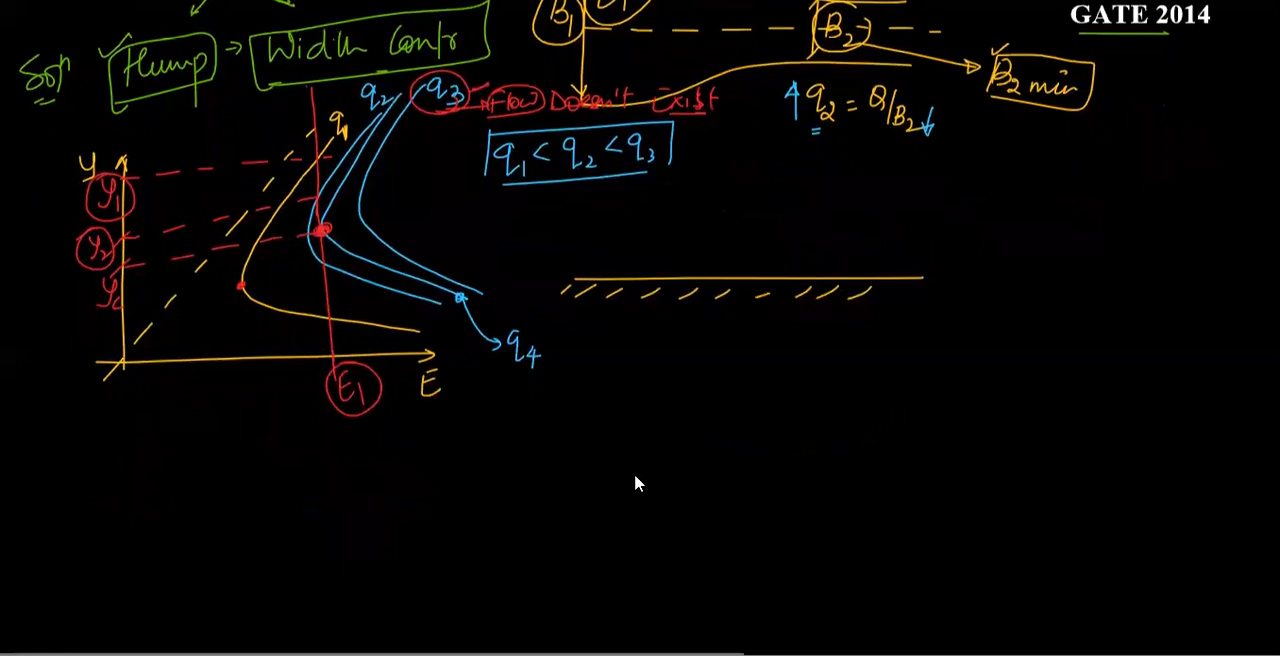 GATE 2014
B₁
B₂
B₂ min
Solⁿ Hump → Width Contr
q₂ q₃ → Flow Doesn't Exist
↑ q₂ = Q/B₂ ↓
q₁
q₁ < q₂ < q₃
y
y₁
y₂
yc
q₄
E₁
E